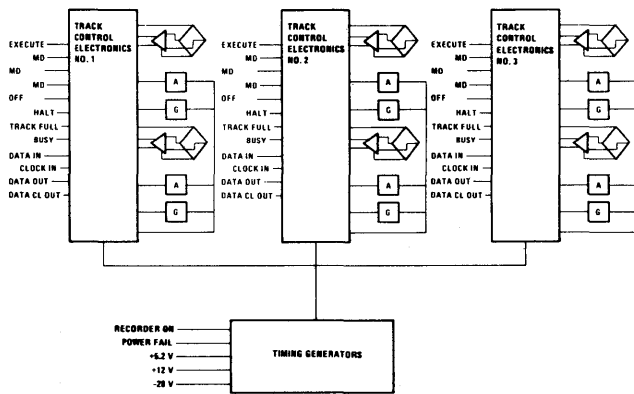 TRACK
CONTROL
ELECTRONICS
NO. 1
EXECUTE
MD
MD
MD
OFF
HALT
TRACK FULL
BUSY
DATA IN
CLOCK IN
DATA OUT
DATA CL OUT
A
G
A
G
TRACK
CONTROL
ELECTRONICS
NO. 2
EXECUTE
MD
MD
MD
OFF
HALT
TRACK FULL
BUSY
DATA IN
CLOCK IN
DATA OUT
DATA CL OUT
A
G
A
G
TRACK
CONTROL
ELECTRONICS
NO. 3
EXECUTE
MD
MD
MD
OFF
HALT
TRACK FULL
BUSY
DATA IN
CLOCK IN
DATA OUT
DATA CL OUT
A
G
A
G
RECORDER ON
POWER FAIL
+5.2 V
+12 V
-28 V
TIMING GENERATORS